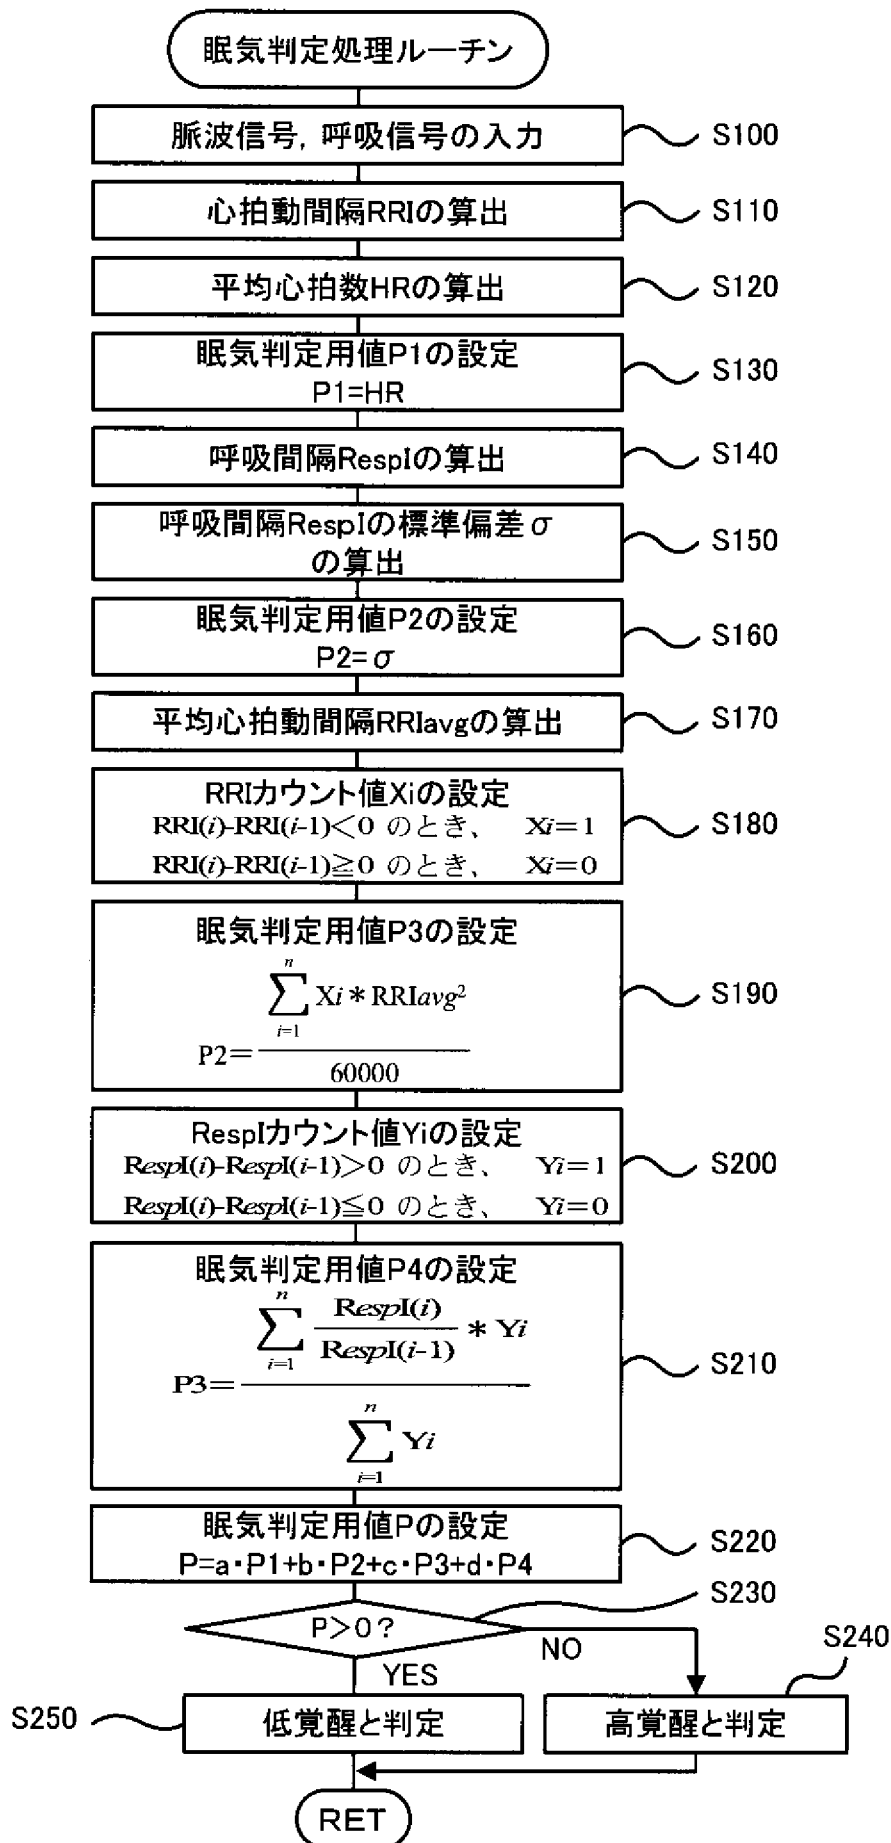 眠気判定処理ルーチン
脈波信号，呼吸信号の入力
S100
心拍動間隔RRIの算出
S110
平均心拍数HRの算出
S120
眠気判定用値P1の設定
P1=HR
S130
呼吸間隔RespIの算出
S140
呼吸間隔RespIの標準偏差σ
の算出
S150
眠気判定用値P2の設定
P2=σ
S160
平均心拍動間隔RRIavgの算出
S170
RRIカウント値Xiの設定
RRI(i)-RRI(i-1)<0 のとき、 Xi=1
RRI(i)-RRI(i-1)≧0 のとき、 Xi=0
S180
眠気判定用値P3の設定
n
∑ Xi * RRIavg²
i=1
P2=
60000
S190
RespIカウント値Yiの設定
RespI(i)-RespI(i-1)>0 のとき、 Yi=1
RespI(i)-RespI(i-1)≦0 のとき、 Yi=0
S200
眠気判定用値P4の設定
n
RespI(i)
∑ * Yi
RespI(i-1)
i=1
P3=
n
∑ Yi
i=1
S210
眠気判定用値Pの設定
P=a・P1+b・P2+c・P3+d・P4
S220
S230
P>0?
NO
YES
S240
S250
低覚醒と判定
高覚醒と判定
RET